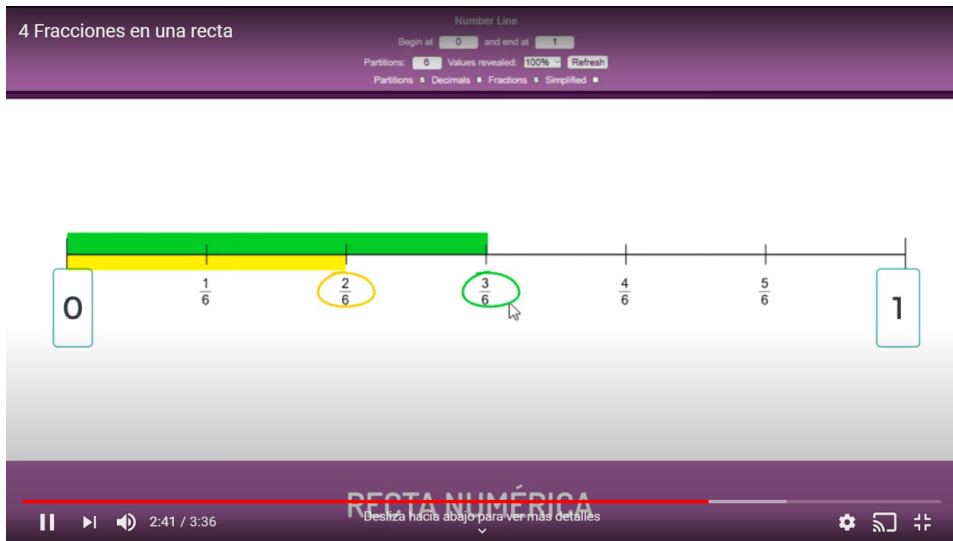 4 Fracciones en una recta
Number Line
Begin at 0 and end at 1
Partitions: 6 Values revealed: 100% Refresh
Partitions Decimals Fractions Simplified
0
1/6
2/6
3/6
4/6
5/6
1
RECTA NUMÉRICA
Desliza hacia abajo para ver más detalles
2:41 / 3:36